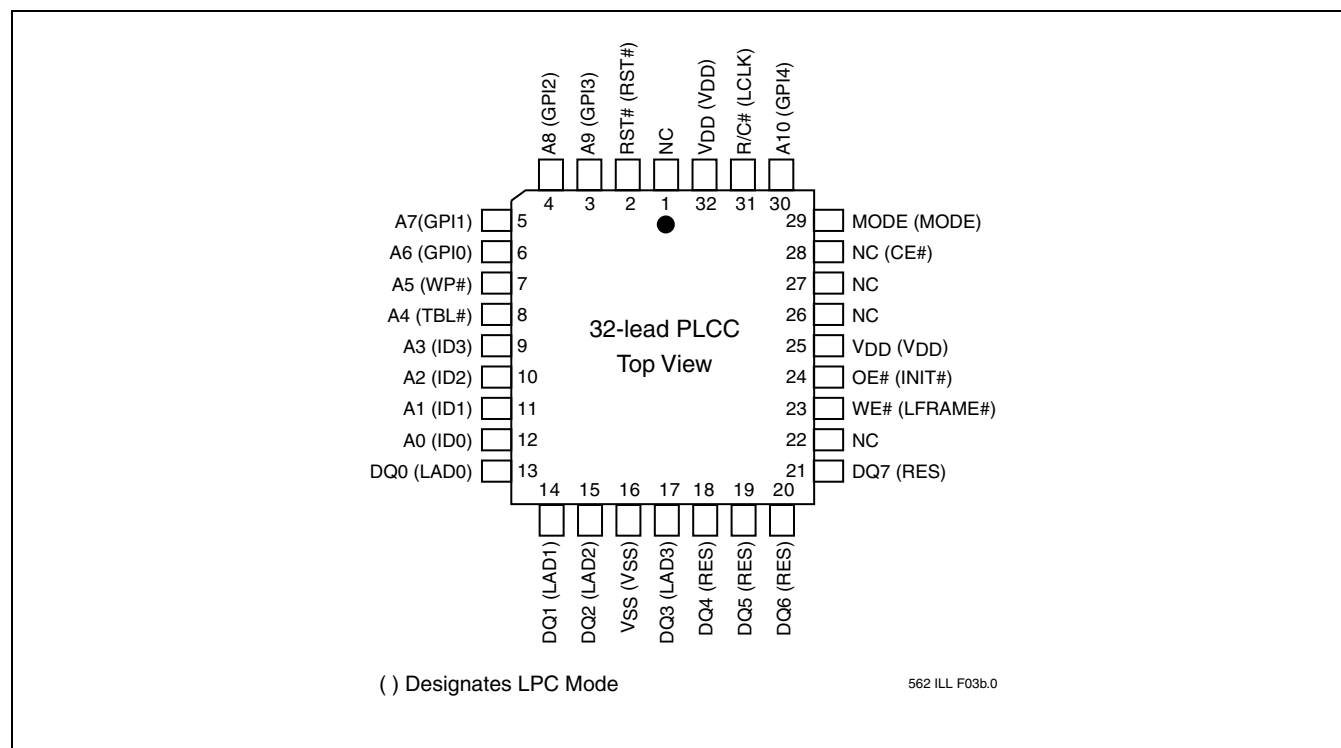 A8 (GPI2)
A9 (GPI3)
RST# (RST#)
NC
VDD (VDD)
R/C# (LCLK)
A10 (GPI4)
4 3 2 1 32 31 30
A7(GPI1) 5
A6 (GPI0) 6
A5 (WP#) 7
A4 (TBL#) 8
A3 (ID3) 9
A2 (ID2) 10
A1 (ID1) 11
A0 (ID0) 12
DQ0 (LAD0) 13
32-lead PLCC
Top View
29 MODE (MODE)
28 NC (CE#)
27 NC
26 NC
25 VDD (VDD)
24 OE# (INIT#)
23 WE# (LFRAME#)
22 NC
21 DQ7 (RES)
14 15 16 17 18 19 20
DQ1 (LAD1)
DQ2 (LAD2)
VSS (VSS)
DQ3 (LAD3)
DQ4 (RES)
DQ5 (RES)
DQ6 (RES)
( ) Designates LPC Mode
562 ILL F03b.0